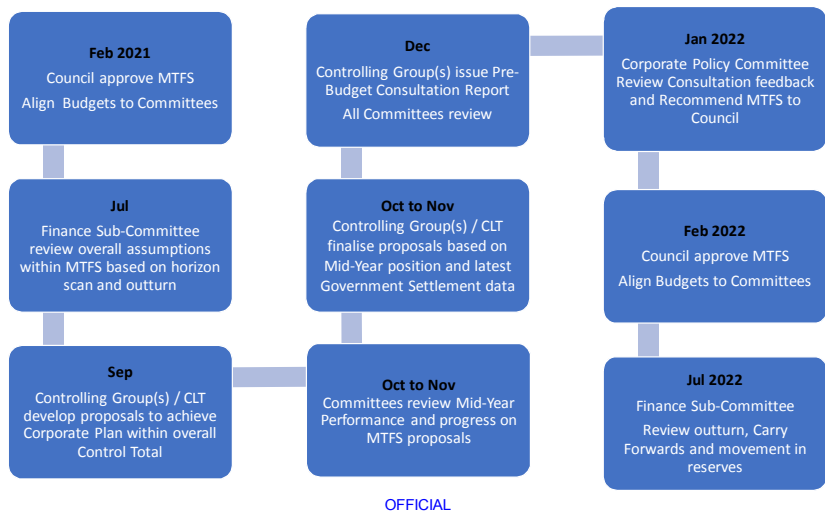 Feb 2021
Council approve MTFS
Align Budgets to Committees
Jul
Finance Sub-Committee
review overall assumptions
within MTFS based on horizon
scan and outturn
Sep
Controlling Group(s) / CLT
develop proposals to achieve
Corporate Plan within overall
Control Total
Oct to Nov
Committees review Mid-Year
Performance and progress on
MTFS proposals
Oct to Nov
Controlling Group(s) / CLT
finalise proposals based on
Mid-Year position and latest
Government Settlement data
Dec
Controlling Group(s) issue Pre-
Budget Consultation Report
All Committees review
Jan 2022
Corporate Policy Committee
Review Consultation feedback
and Recommend MTFS to
Council
Feb 2022
Council approve MTFS
Align Budgets to Committees
Jul 2022
Finance Sub-Committee
Review outturn, Carry
Forwards and movement in
reserves
OFFICIAL